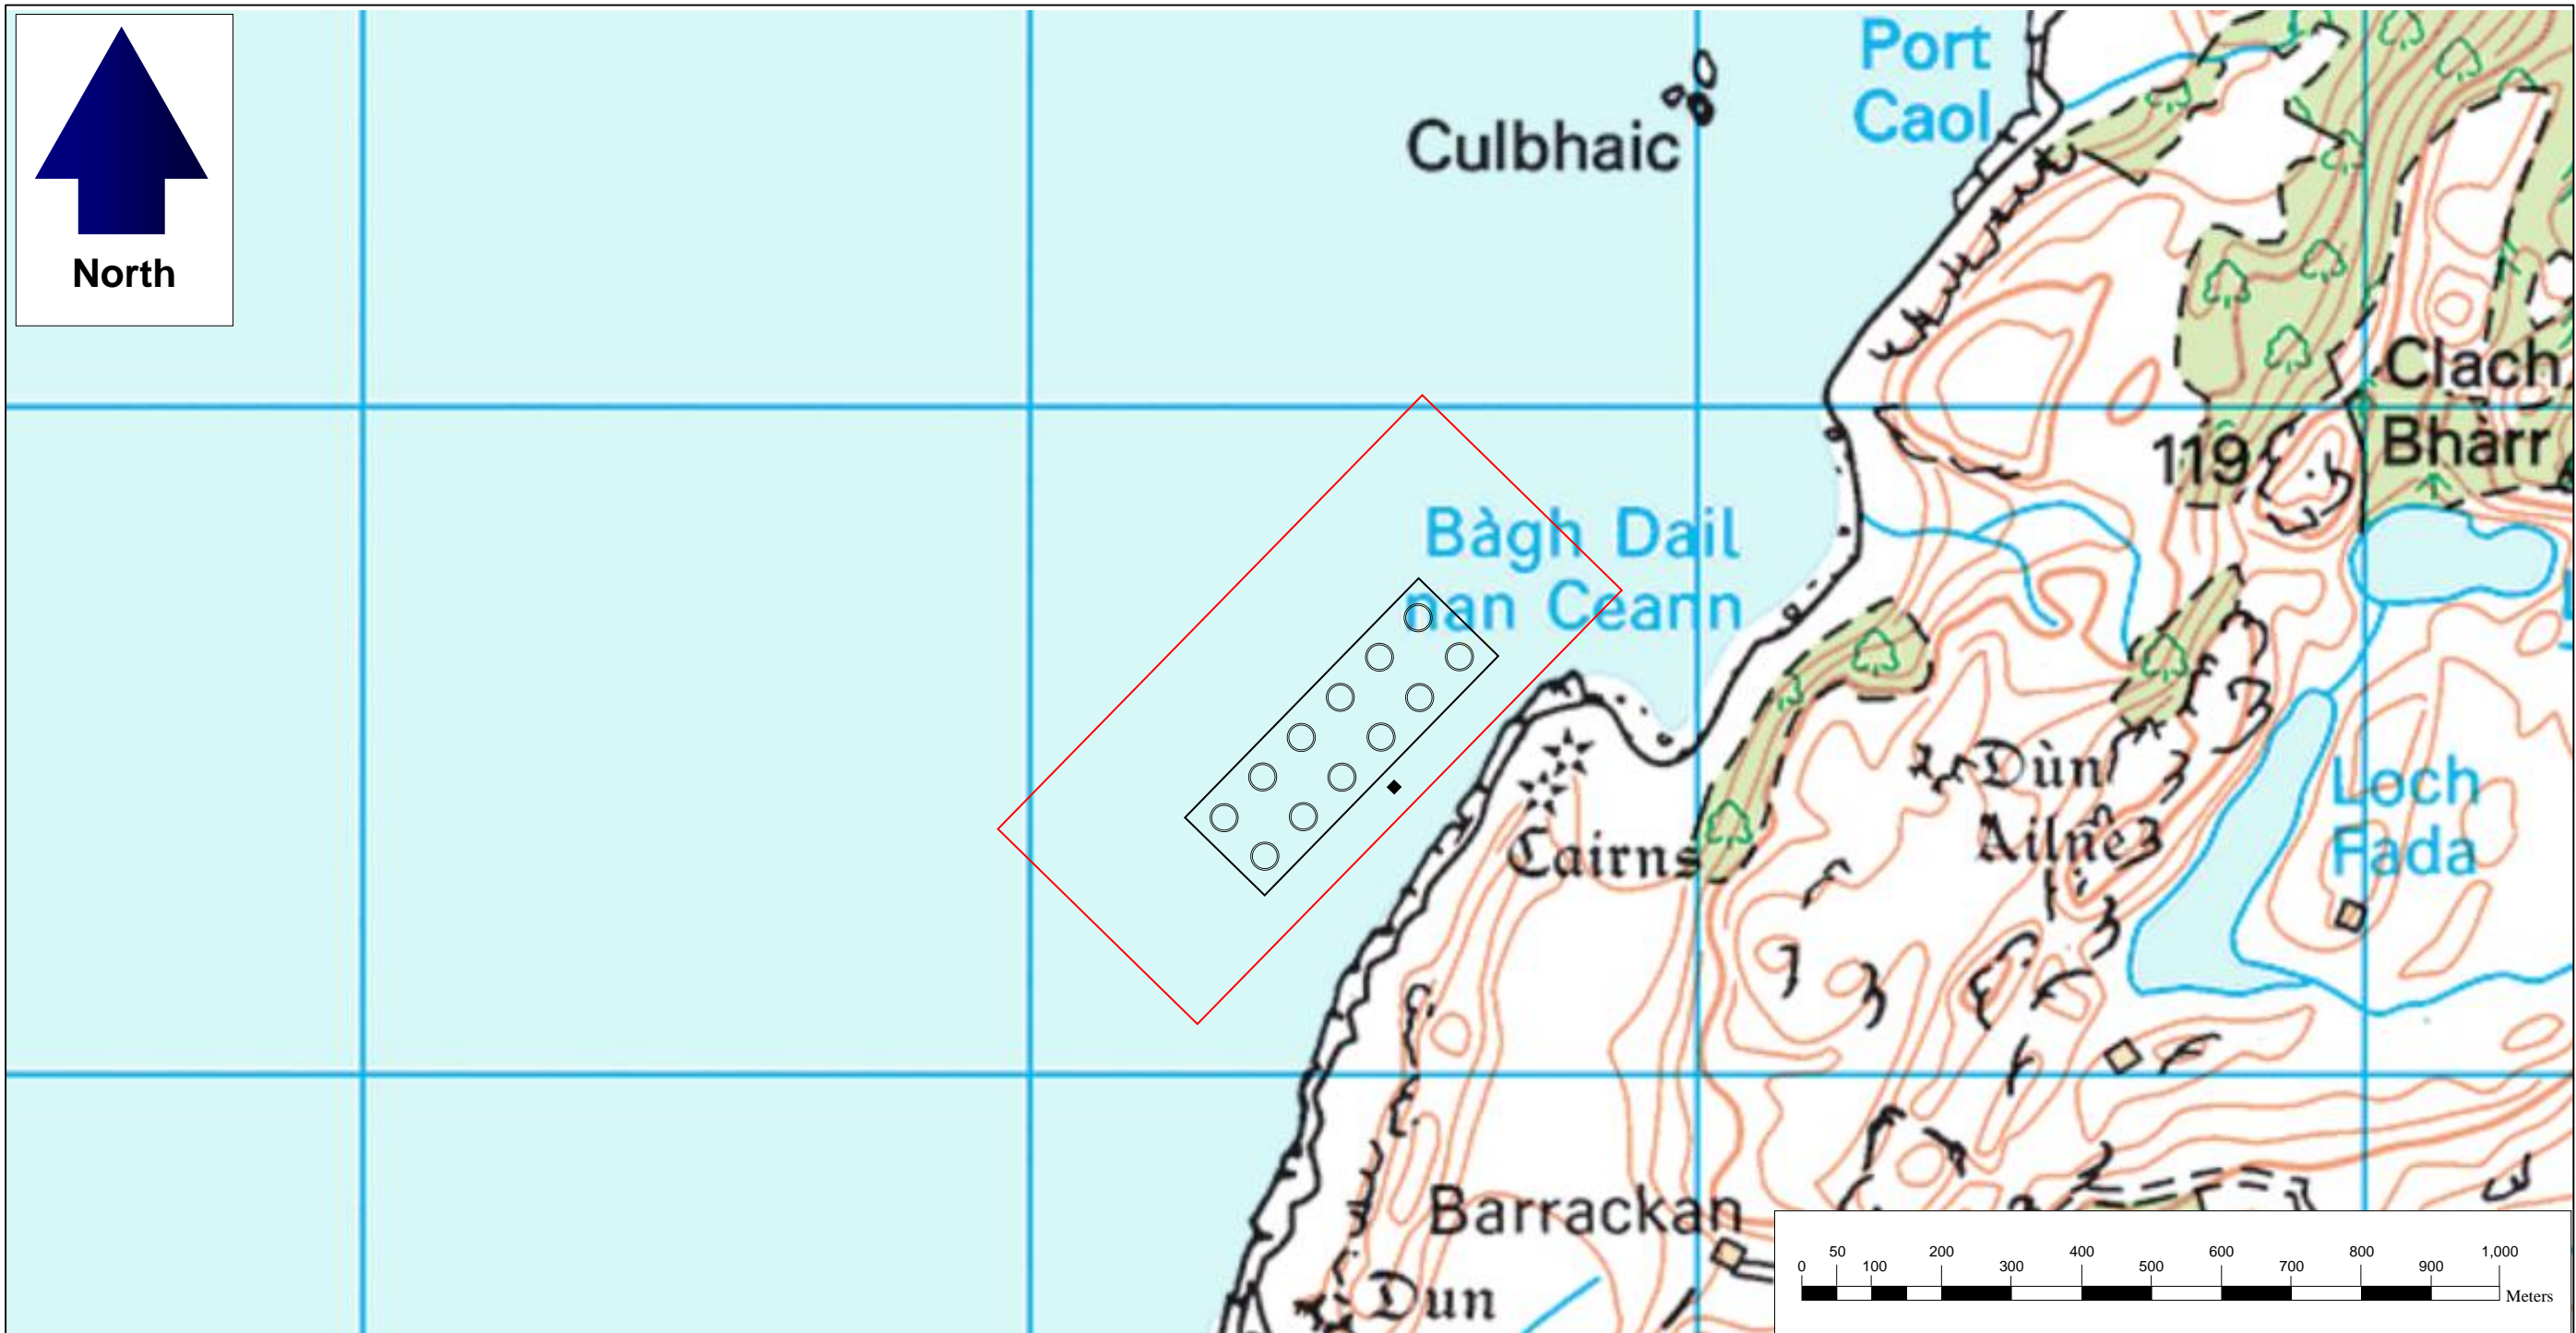 North
Port
Caol
Culbhaic
Clach
Bhàrr
119
Bàgh Dail
nan Ceann
Dùn
Ailne
Loch
Fada
Cairns
Barrackan
Dun
50 200 400 600 800 1,000
0 100 300 500 700 900
Meters